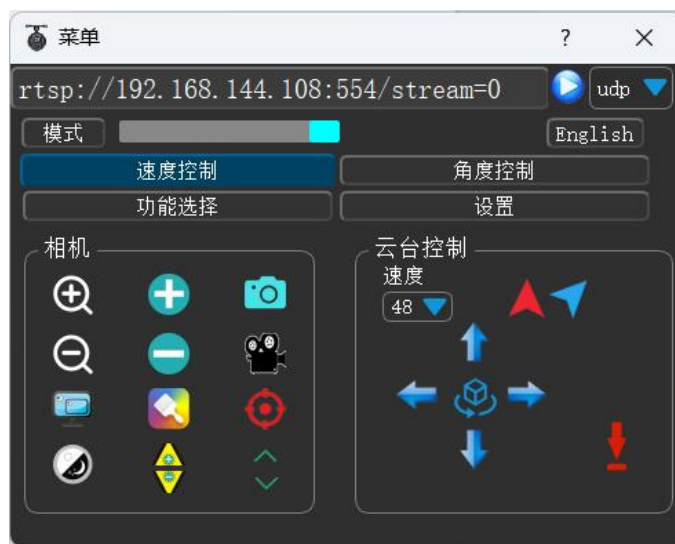 菜单 ?
rtsp://192.168.144.108:554/stream=0 udp
模式 English
速度控制 角度控制
功能选择 设置
相机 云台控制
速度
48